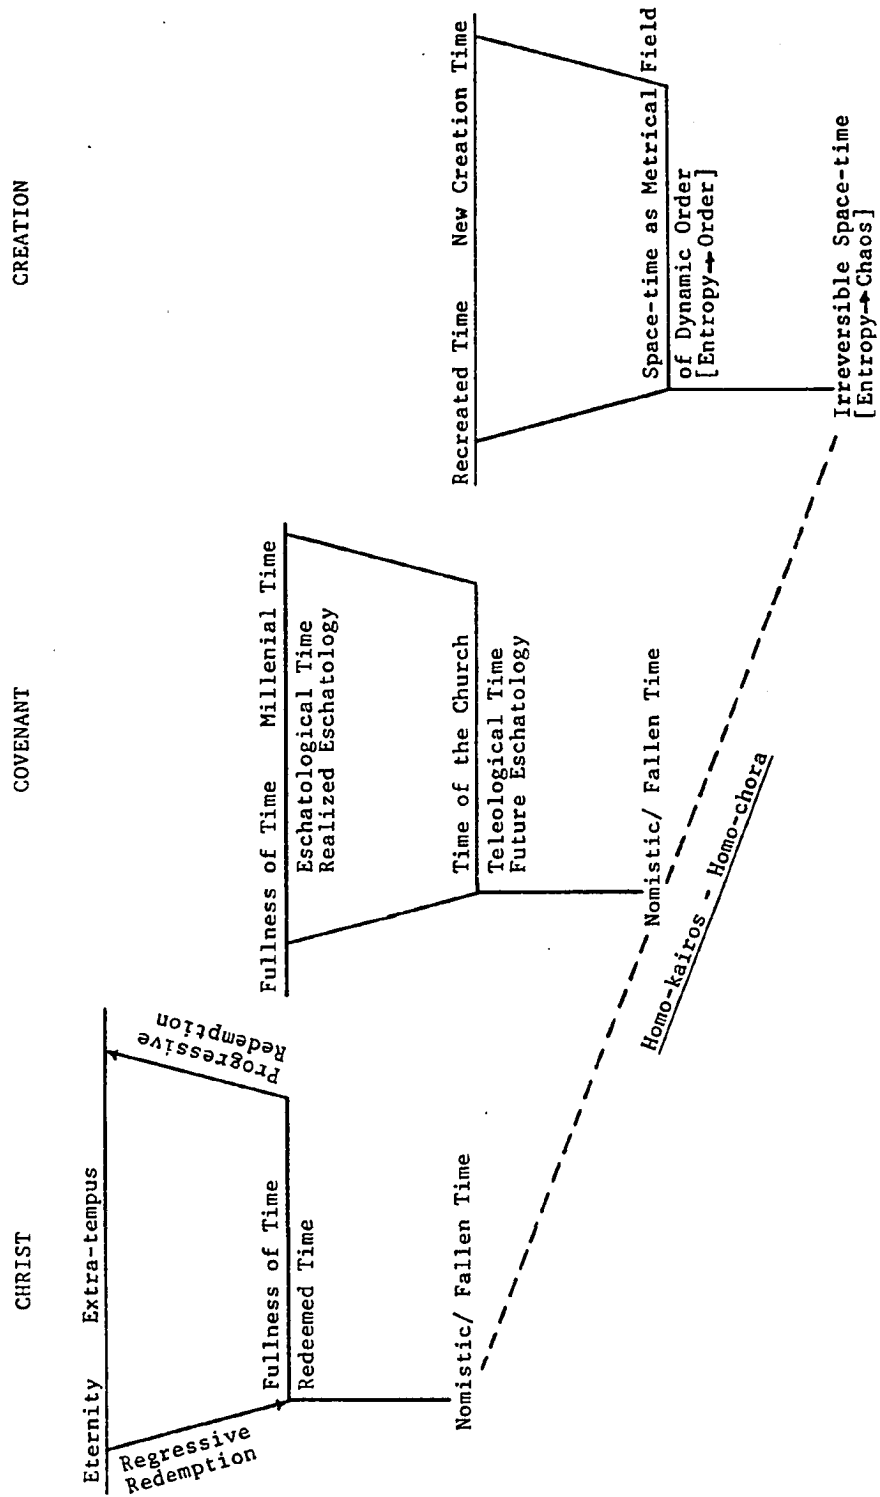 CHRIST
Eternity Extra-tempus
Regressive
Redemption
Progressive
Redemption
Fullness of Time
Redeemed Time
Nomistic/ Fallen Time
COVENANT
Fullness of Time Millenial Time
Eschatological Time
Realized Eschatology
Time of the Church
Teleological Time
Future Eschatology
Nomistic/ Fallen Time
CREATION
Recreated Time New Creation Time
Space-time as Metrical Field
of Dynamic Order
[Entropy→Order]
Irreversible Space-time
[Entropy→Chaos]
Homo-kairos - Homo-chora